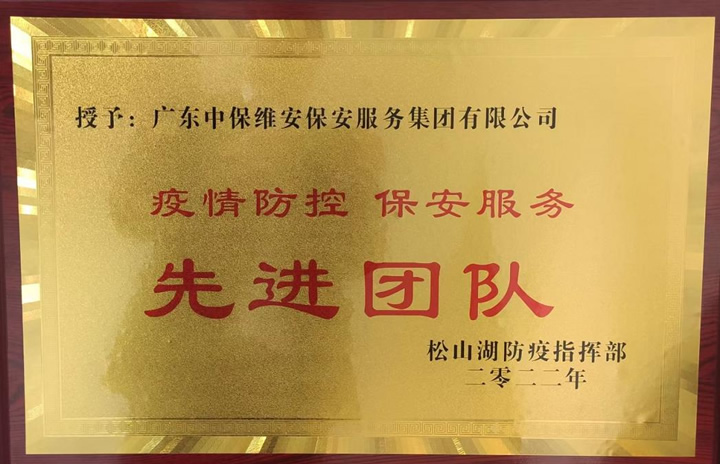 授予：广东中保维安保安服务集团有限公司
疫情防控 保安服务
先进团队
松山湖防疫指挥部
二零二二年